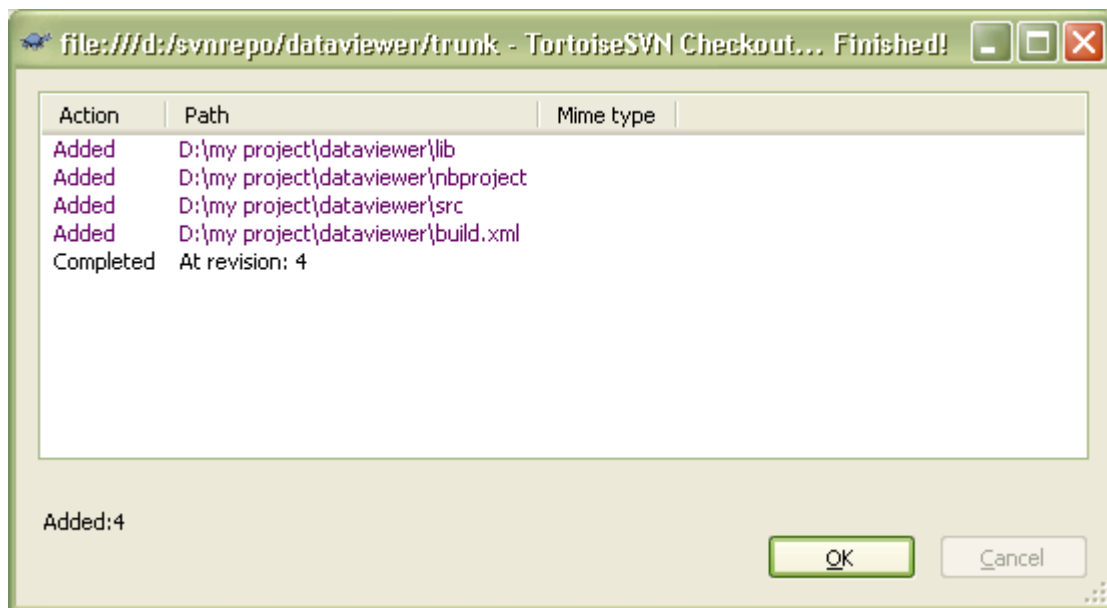 file:///d:/svnrepo/dataviewer/trunk - TortoiseSVN Checkout... Finished!
Action Path Mime type
Added D:\my project\dataviewer\lib
Added D:\my project\dataviewer\nbproject
Added D:\my project\dataviewer\src
Added D:\my project\dataviewer\build.xml
Completed At revision: 4
Added:4
OK Cancel